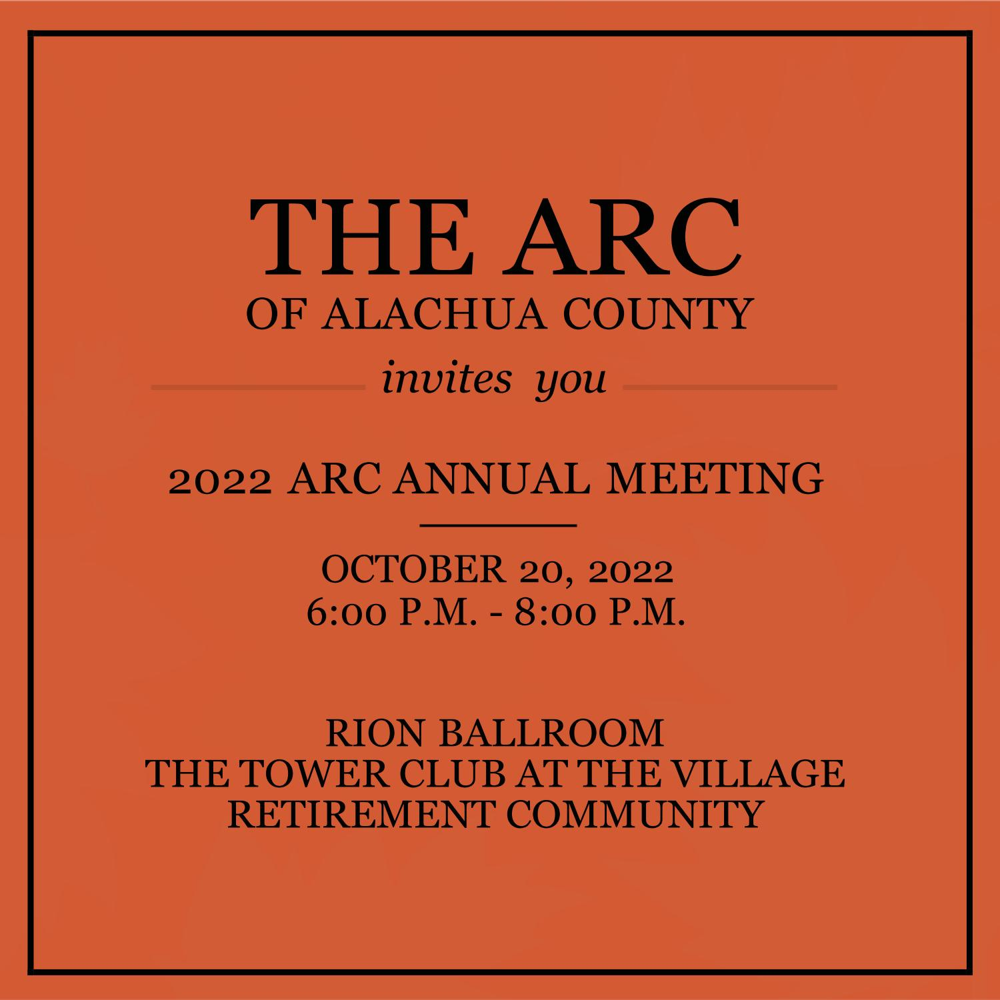 THE ARC
OF ALACHUA COUNTY
invites you
2022 ARC ANNUAL MEETING
OCTOBER 20, 2022
6:00 P.M. - 8:00 P.M.
RION BALLROOM
THE TOWER CLUB AT THE VILLAGE
RETIREMENT COMMUNITY